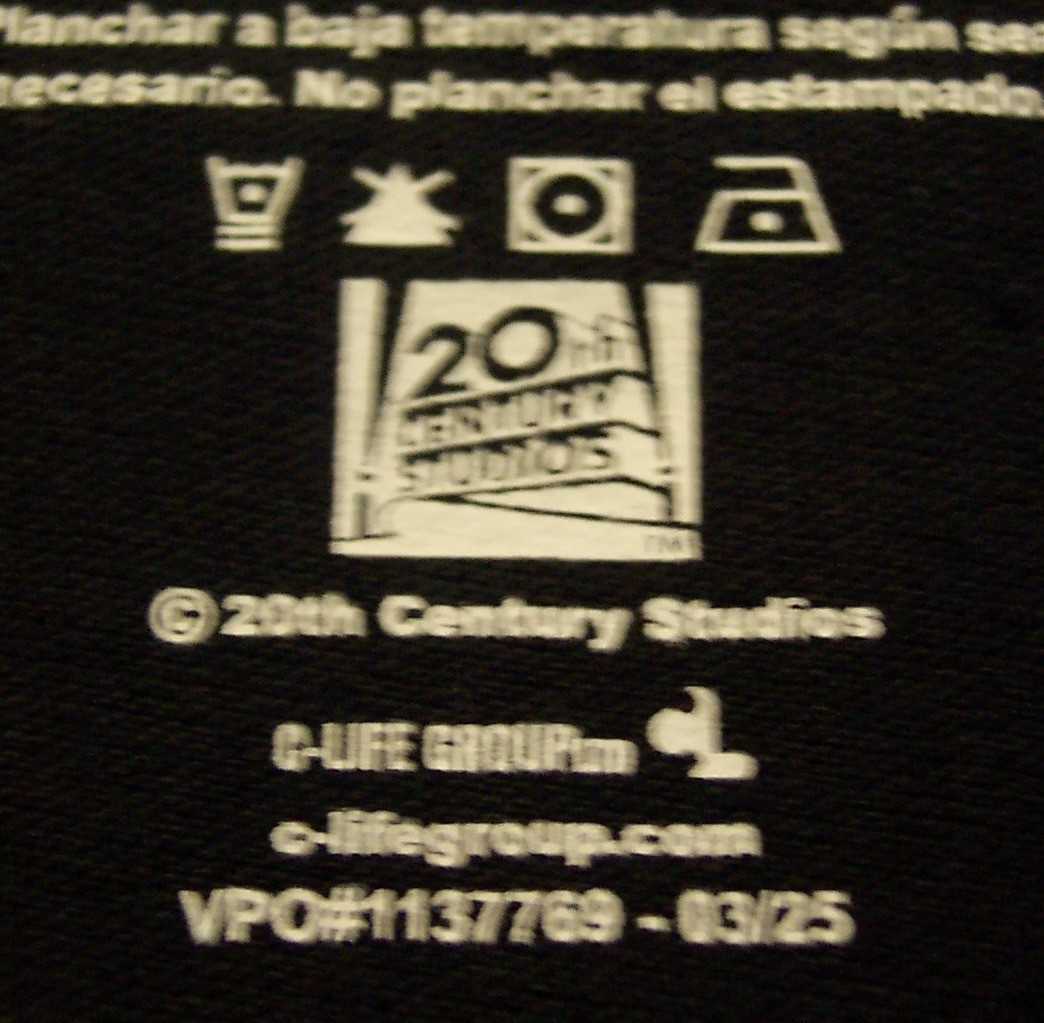 Planchar a baja temperatura según sea
necesario. No planchar el estampado.
20th
CENTURY
STUDIOS
TM
© 20th Century Studios
C-LIFE GROUP
c-lifegroup.com
VPO#1137769 - 03/25